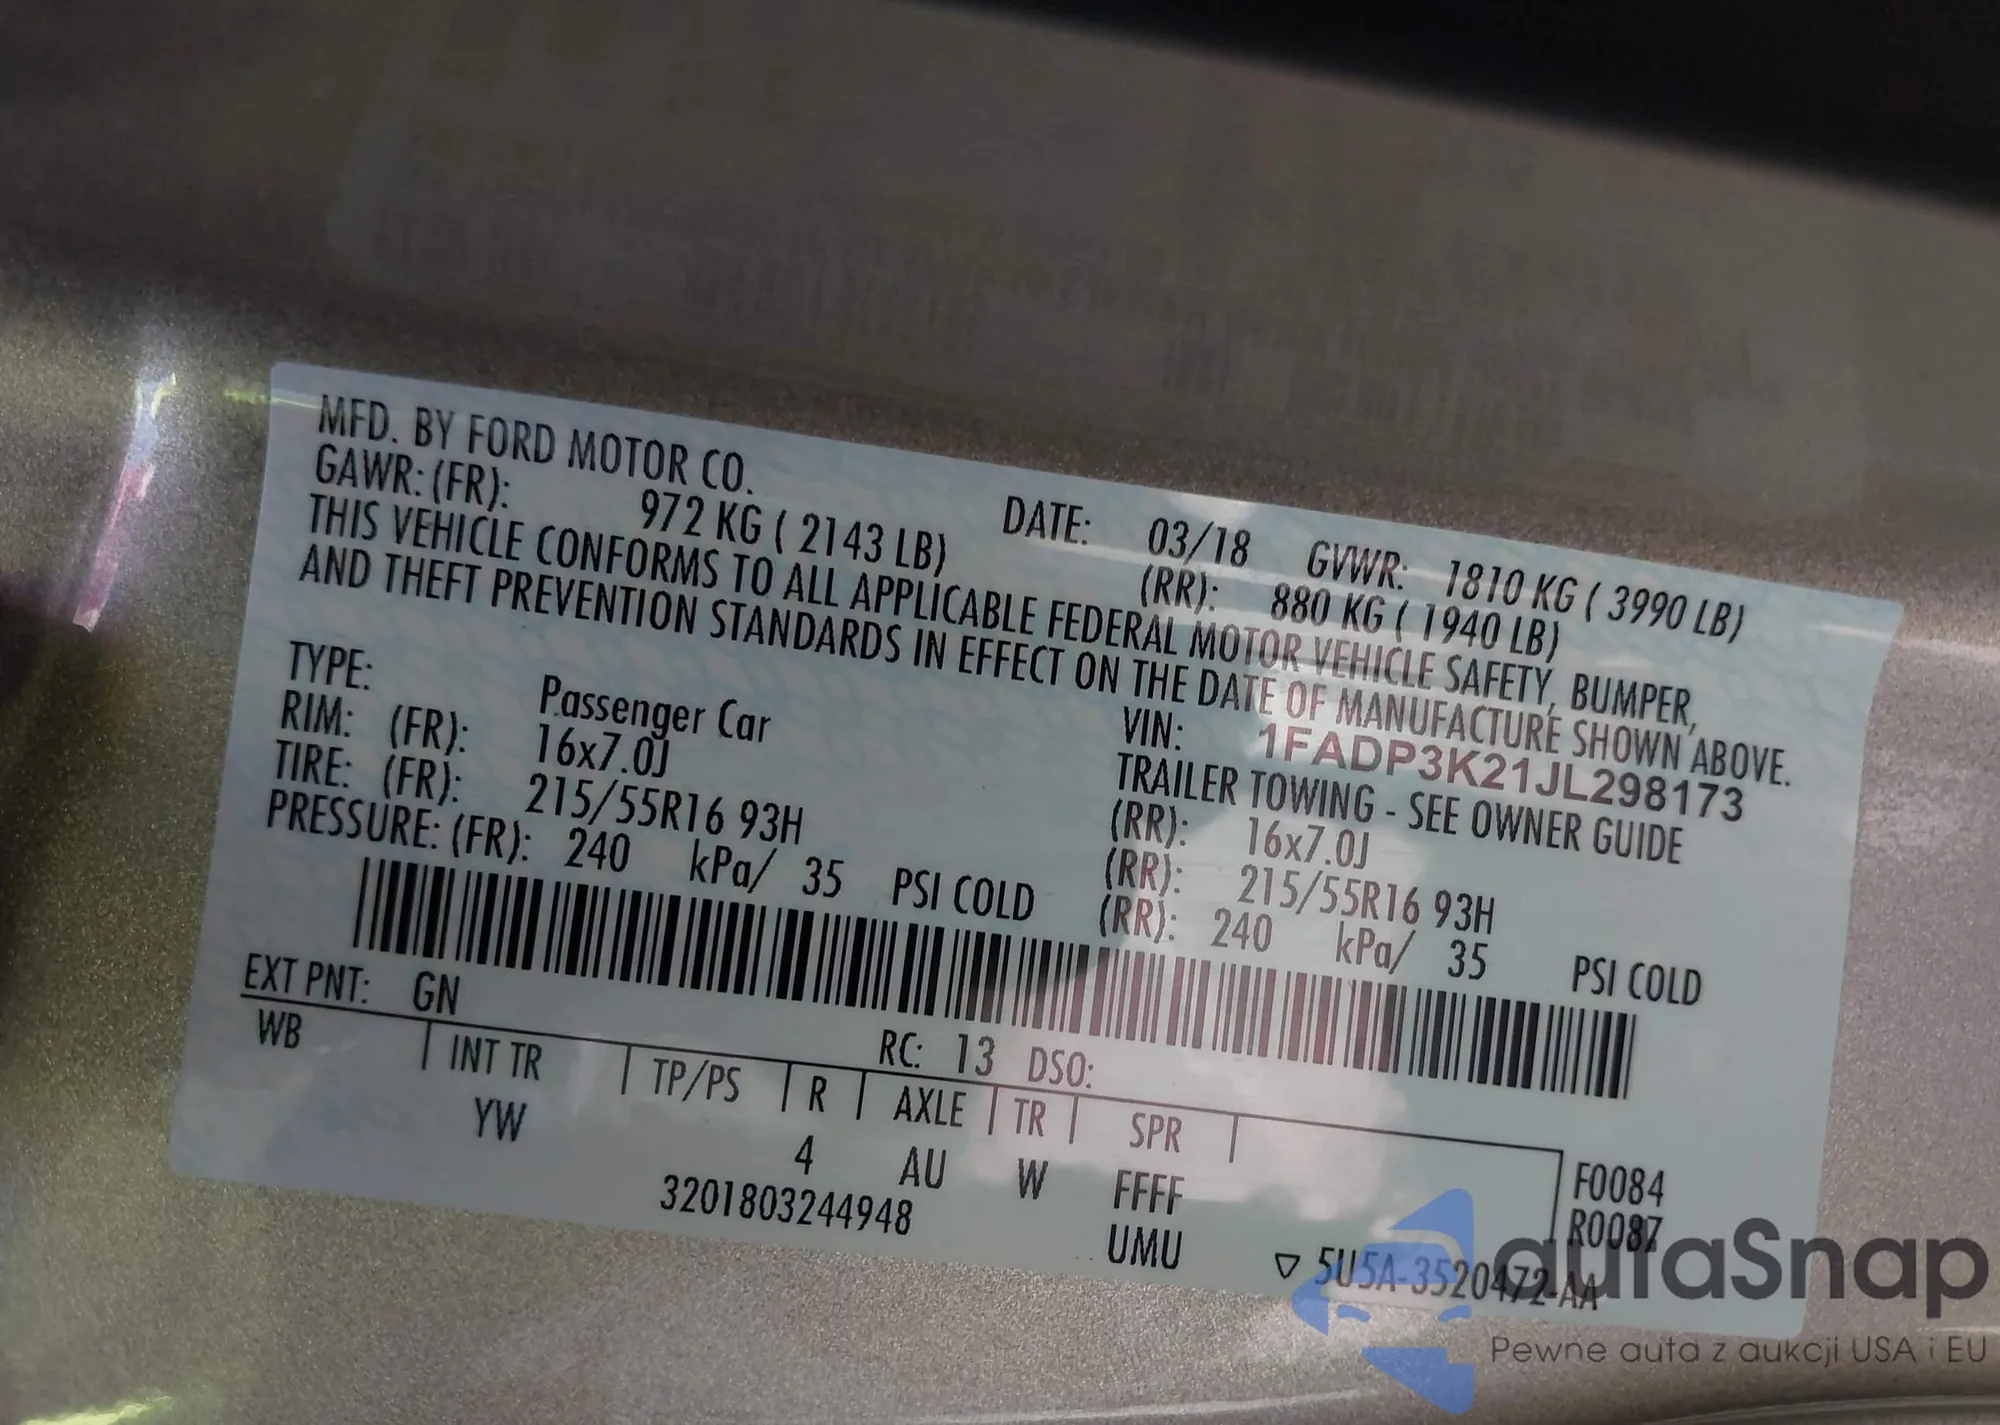 MFD. BY FORD MOTOR CO. DATE: 03/18 GVWR: 1810 KG ( 3990 LB)
GAWR: (FR): 972 KG ( 2143 LB) (RR): 880 KG ( 1940 LB)
THIS VEHICLE CONFORMS TO ALL APPLICABLE FEDERAL MOTOR VEHICLE SAFETY, BUMPER,
AND THEFT PREVENTION STANDARDS IN EFFECT ON THE DATE OF MANUFACTURE SHOWN ABOVE.
VIN: 1FADP3K21JL298173
TYPE: Passenger Car TRAILER TOWING - SEE OWNER GUIDE
RIM: (FR): 16x7.0J (RR): 16x7.0J
TIRE: (FR): 215/55R16 93H (RR): 215/55R16 93H
PRESSURE: (FR): 240 kPa/ 35 PSI COLD (RR): 240 kPa/ 35 PSI COLD
EXT PNT: GN RC: 13 DSO:
WB INT TR TP/PS R AXLE TR SPR F0084
YW 4 AU W FFFF R0087
3201803244948 UMU ▽ 5U5A-3520472-AA
autaSnap
Pewne auta z aukcji USA i EU